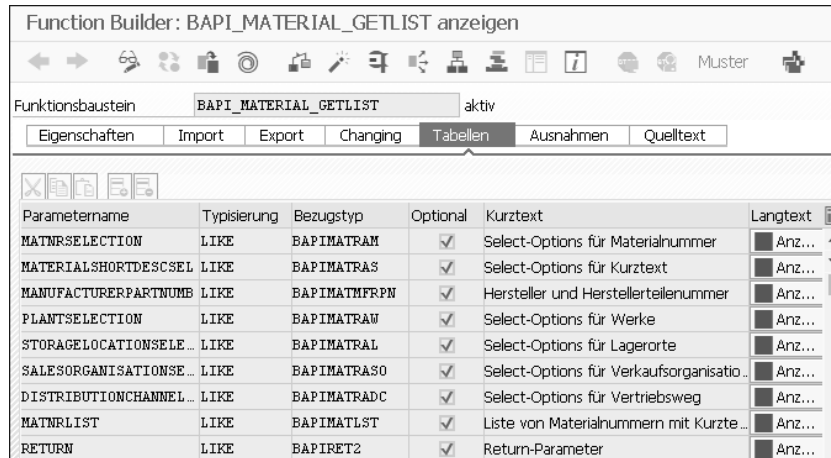 Function Builder: BAPI_MATERIAL_GETLIST anzeigen
Muster
Funktionsbaustein BAPI_MATERIAL_GETLIST aktiv
Eigenschaften Import Export Changing Tabellen Ausnahmen Quelltext
Parametername Typisierung Bezugstyp Optional Kurztext Langtext
MATNRSELECTION LIKE BAPIMATRAM Select-Options für Materialnummer Anz...
MATERIALSHORTDESCSEL LIKE BAPIMATRAS Select-Options für Kurztext Anz...
MANUFACTURERPARTNUMB LIKE BAPIMATMFRPN Hersteller und Herstellerteilenummer Anz...
PLANTSELECTION LIKE BAPIMATRAW Select-Options für Werke Anz...
STORAGELOCATIONSELE... LIKE BAPIMATRAL Select-Options für Lagerorte Anz...
SALESORGANISATIONSE... LIKE BAPIMATRASO Select-Options für Verkaufsorganisatio... Anz...
DISTRIBUTIONCHANNEL... LIKE BAPIMATRADC Select-Options für Vertriebsweg Anz...
MATNRLIST LIKE BAPIMATLST Liste von Materialnummern mit Kurzte... Anz...
RETURN LIKE BAPIRET2 Return-Parameter Anz...